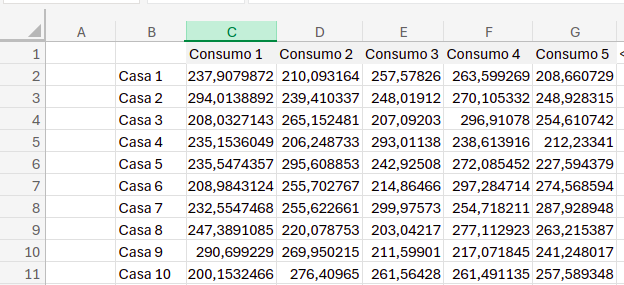 A B C D E F G
1 Consumo 1 Consumo 2 Consumo 3 Consumo 4 Consumo 5 <
2 Casa 1 237,9079872 210,093164 257,57826 263,599269 208,660729
3 Casa 2 294,0138892 239,410337 248,01912 270,105332 248,928315
4 Casa 3 208,0327143 265,152481 207,09203 296,91078 254,610742
5 Casa 4 235,1536049 206,248733 293,01138 238,613916 212,23341
6 Casa 5 235,5474357 295,608853 242,92508 272,085452 227,594379
7 Casa 6 208,9843124 255,702767 214,86466 297,284714 274,568594
8 Casa 7 232,5547468 255,622661 299,97573 254,718211 287,928948
9 Casa 8 247,3891085 220,078753 203,04217 277,112923 263,215387
10 Casa 9 290,699229 269,950215 211,59901 217,071845 241,248017
11 Casa 10 200,1532466 276,40965 261,56428 261,491135 257,589348